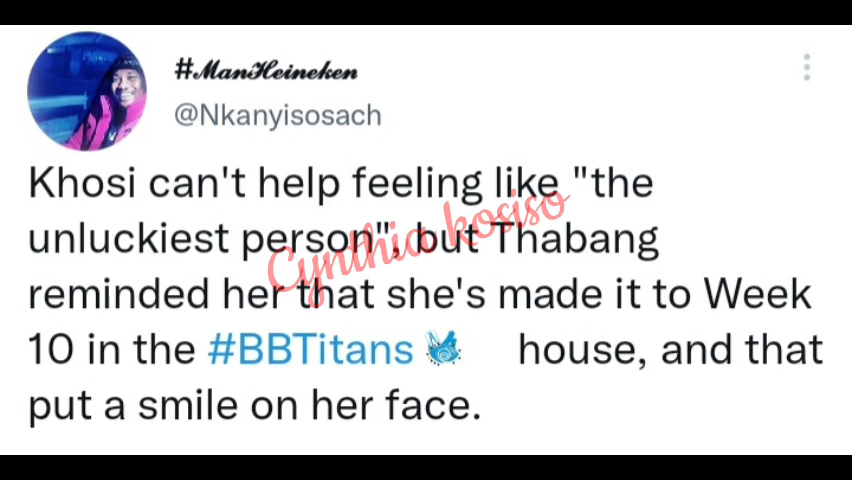 #ManHeineken
@Nkanyisosach
Khosi can't help feeling like "the
unluckiest person", but Thabang
reminded her that she's made it to Week
10 in the #BBTitans house, and that
put a smile on her face.
Cynthia kosiso